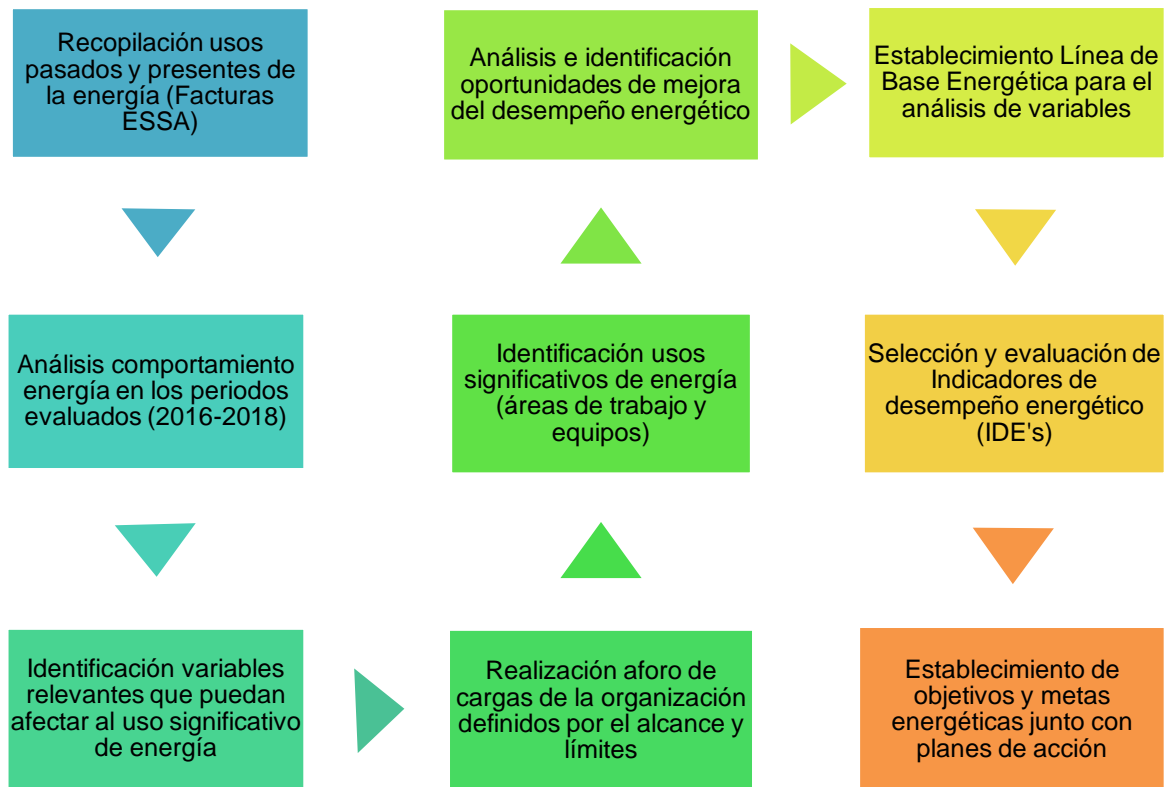 Recopilación usos
pasados y presentes de
la energía (Facturas
ESSA)
Análisis comportamiento
energía en los periodos
evaluados (2016-2018)
Identificación variables
relevantes que puedan
afectar al uso significativo
de energía
Realización aforo de
cargas de la organización
definidos por el alcance y
límites
Identificación usos
significativos de energía
(áreas de trabajo y
equipos)
Análisis e identificación
oportunidades de mejora
del desempeño energético
Establecimiento Línea de
Base Energética para el
análisis de variables
Selección y evaluación de
Indicadores de
desempeño energético
(IDE's)
Establecimiento de
objetivos y metas
energéticas junto con
planes de acción